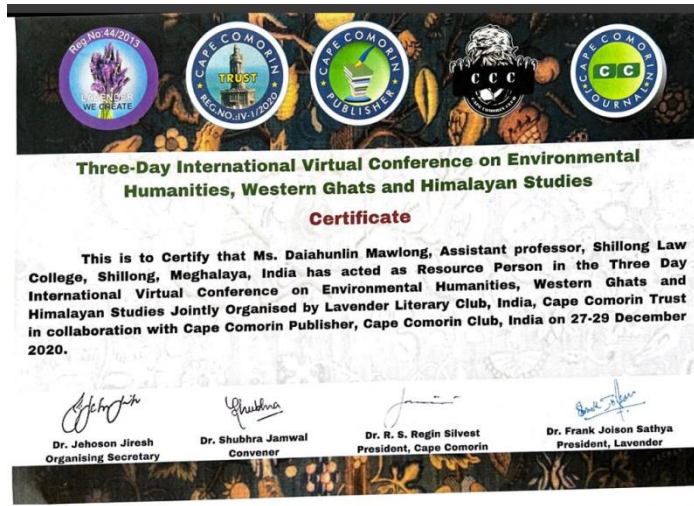 Reg.No:44/2013
LAVENDER
WE CREATE
CAPE COMORIN
TRUST
REG.NO.:IV-1/2020
CAPE COMORIN
PUBLISHER
CCC
CAPE COMORIN CLUB
CAPE COMORIN
CC
JOURNAL
Three-Day International Virtual Conference on Environmental
Humanities, Western Ghats and Himalayan Studies
Certificate
This is to Certify that Ms. Daiahunlin Mawlong, Assistant professor, Shillong Law
College, Shillong, Meghalaya, India has acted as Resource Person in the Three Day
International Virtual Conference on Environmental Humanities, Western Ghats and
Himalayan Studies Jointly Organised by Lavender Literary Club, India, Cape Comorin Trust
in collaboration with Cape Comorin Publisher, Cape Comorin Club, India on 27-29 December
2020.
Shubhra
Dr. Jehoson Jiresh
Organising Secretary
Dr. Shubhra Jamwal
Convener
Dr. R. S. Regin Silvest
President, Cape Comorin
Dr. Frank Joison Sathya
President, Lavender